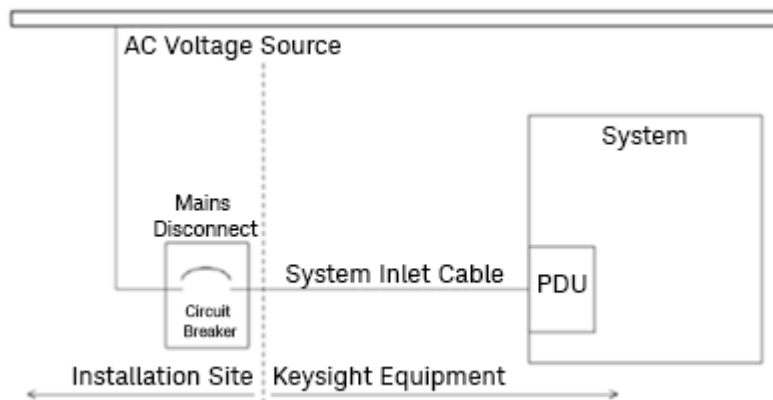 AC Voltage Source
System
Mains
Disconnect
System Inlet Cable
PDU
Circuit
Breaker
Installation Site
Keysight Equipment